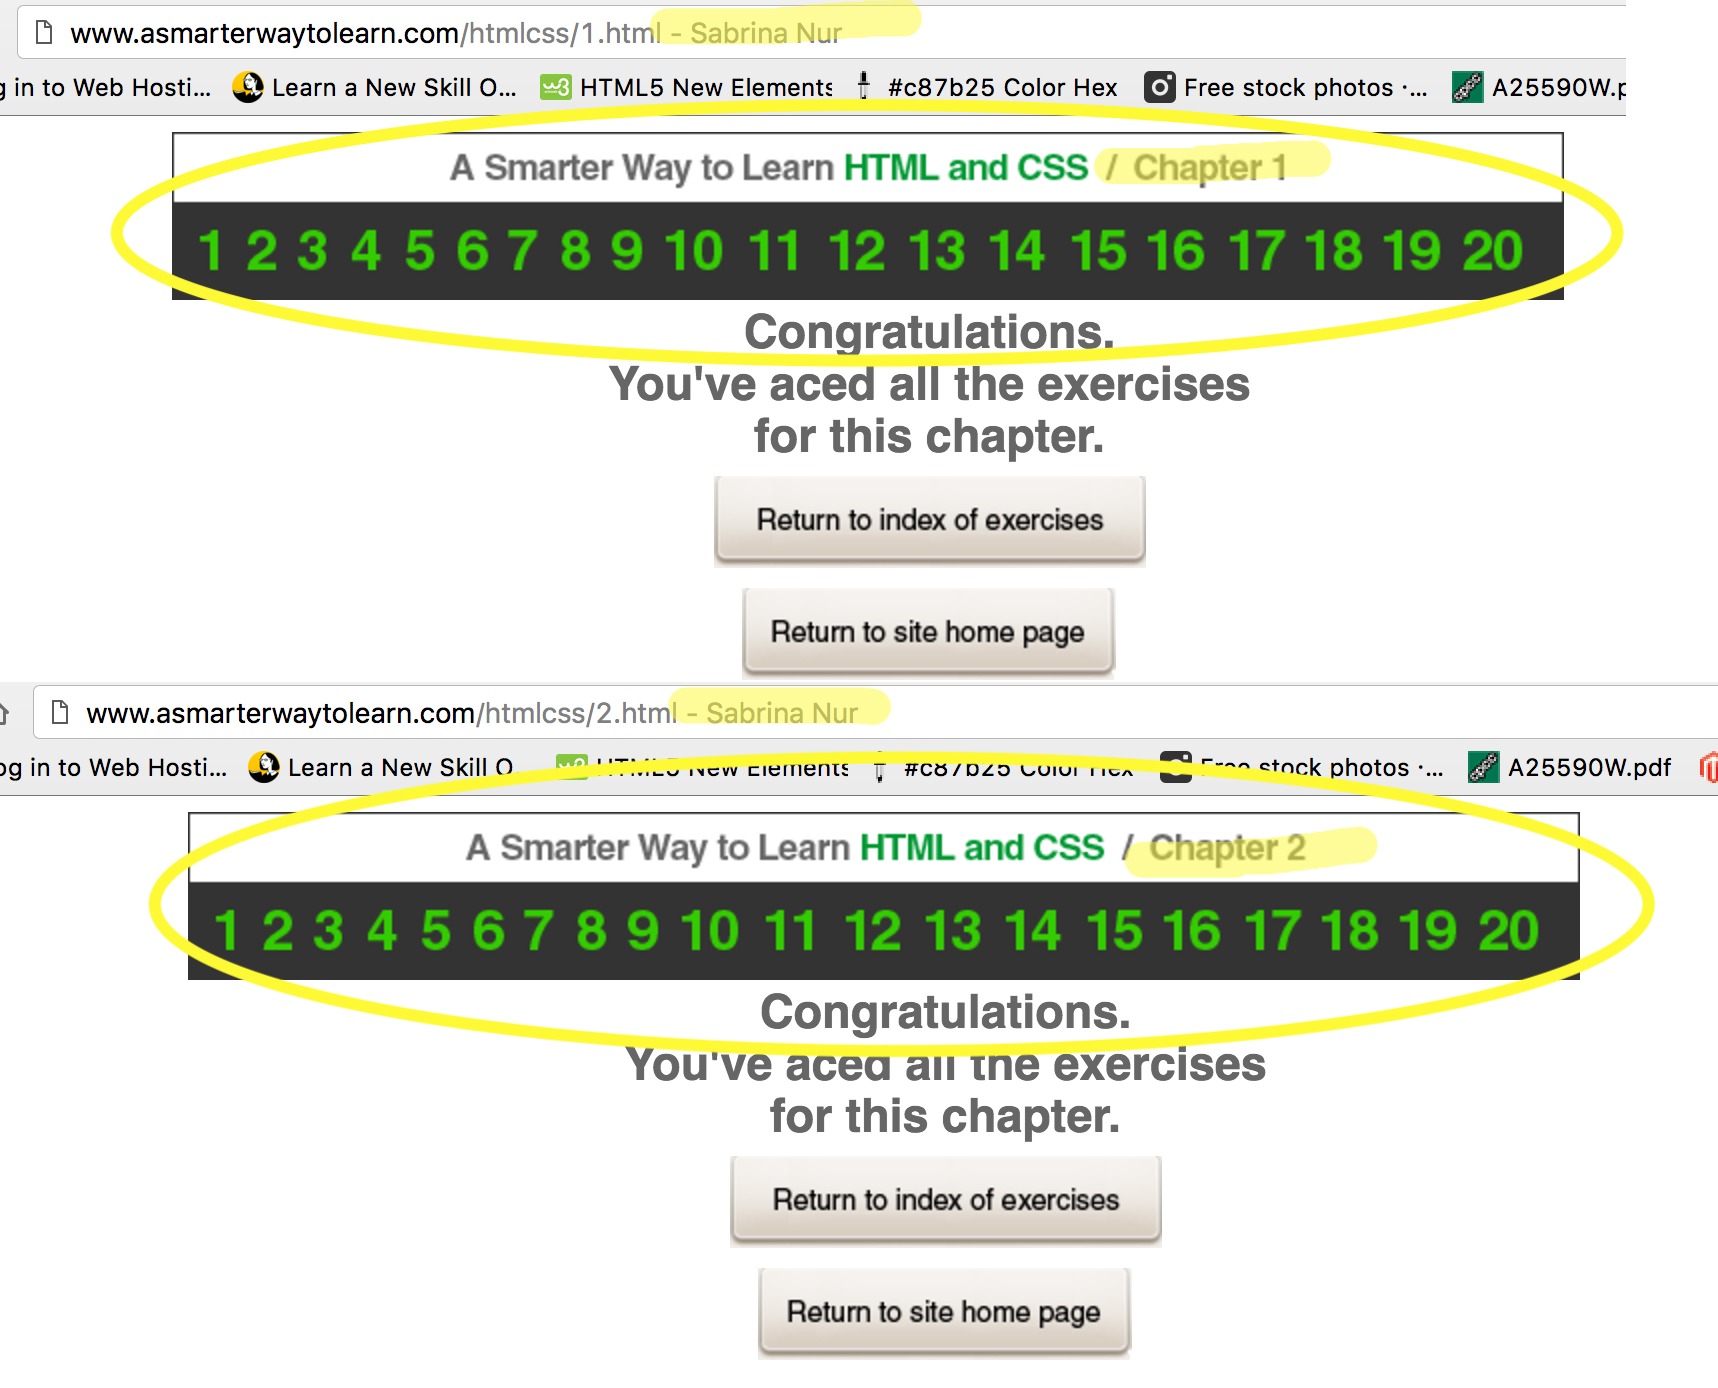 www.asmarterwaytolearn.com/htmlcss/1.html - Sabrina Nur
g in to Web Hosti... Learn a New Skill O... w3 HTML5 New Elements #c87b25 Color Hex Free stock photos ·... A25590W.p
A Smarter Way to Learn HTML and CSS / Chapter 1
1 2 3 4 5 6 7 8 9 10 11 12 13 14 15 16 17 18 19 20
Congratulations.
You've aced all the exercises
for this chapter.
Return to index of exercises
Return to site home page
www.asmarterwaytolearn.com/htmlcss/2.html - Sabrina Nur
og in to Web Hosti... Learn a New Skill O HTML5 New Elements #c87b25 Color Hex Free stock photos ·... A25590W.pdf
A Smarter Way to Learn HTML and CSS / Chapter 2
1 2 3 4 5 6 7 8 9 10 11 12 13 14 15 16 17 18 19 20
Congratulations.
You've aced all the exercises
for this chapter.
Return to index of exercises
Return to site home page